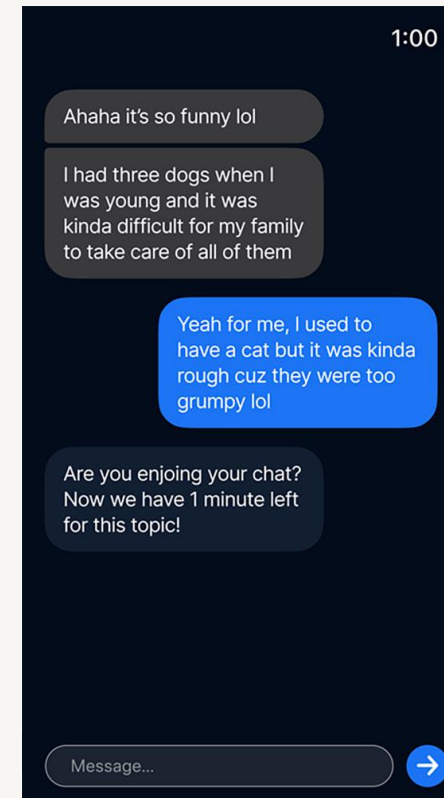 1:00
Ahaha it's so funny lol
I had three dogs when I
was young and it was
kinda difficult for my family
to take care of all of them
Yeah for me, I used to
have a cat but it was kinda
rough cuz they were too
grumpy lol
Are you enjoing your chat?
Now we have 1 minute left
for this topic!
Message...